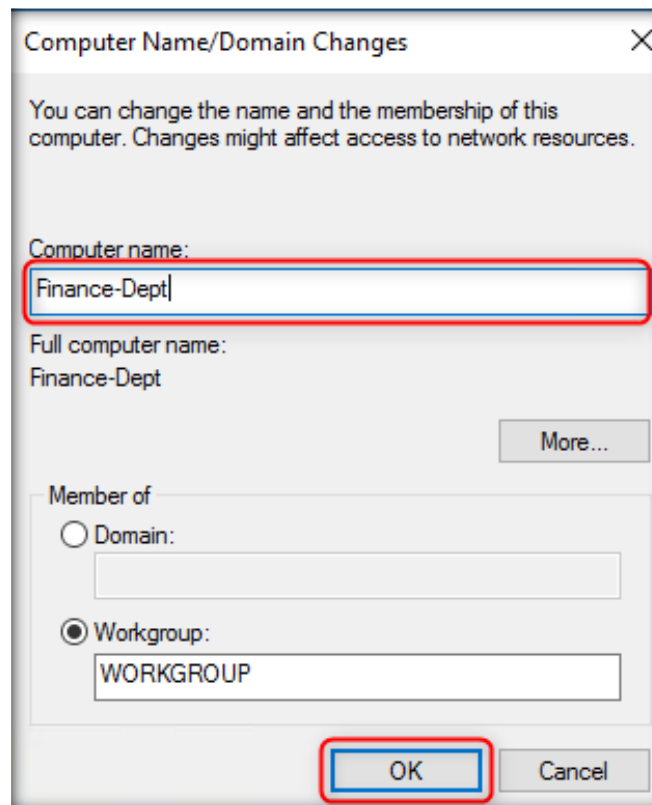 Computer Name/Domain Changes
You can change the name and the membership of this
computer. Changes might affect access to network resources.
Computer name:
Finance-Dept
Full computer name:
Finance-Dept
More...
Member of
Domain:
Workgroup:
WORKGROUP
OK Cancel